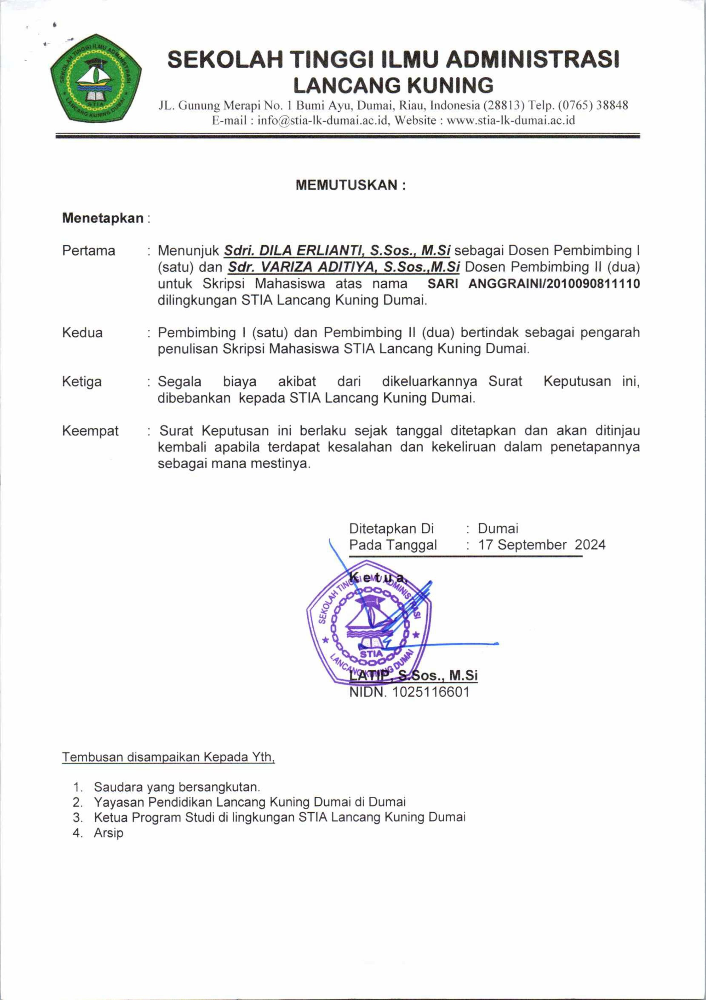 SEKOLAH TINGGI ILMU ADMINISTRASI
LANCANG KUNING DUMAI
STIA
SEKOLAH TINGGI ILMU ADMINISTRASI
LANCANG KUNING
JL. Gunung Merapi No. 1 Bumi Ayu, Dumai, Riau, Indonesia (28813) Telp. (0765) 38848
E-mail : info@stia-lk-dumai.ac.id, Website : www.stia-lk-dumai.ac.id
MEMUTUSKAN :
Menetapkan :
Pertama : Menunjuk Sdri. DILA ERLIANTI, S.Sos., M.Si sebagai Dosen Pembimbing I
(satu) dan Sdr. VARIZA ADITIYA, S.Sos.,M.Si Dosen Pembimbing II (dua)
untuk Skripsi Mahasiswa atas nama SARI ANGGRAINI/2010090811110
dilingkungan STIA Lancang Kuning Dumai.
Kedua : Pembimbing I (satu) dan Pembimbing II (dua) bertindak sebagai pengarah
penulisan Skripsi Mahasiswa STIA Lancang Kuning Dumai.
Ketiga : Segala biaya akibat dari dikeluarkannya Surat Keputusan ini,
dibebankan kepada STIA Lancang Kuning Dumai.
Keempat : Surat Keputusan ini berlaku sejak tanggal ditetapkan dan akan ditinjau
kembali apabila terdapat kesalahan dan kekeliruan dalam penetapannya
sebagai mana mestinya.
Ditetapkan Di : Dumai
Pada Tanggal : 17 September 2024
K e t u a,
SEKOLAH TINGGI ILMU ADMINISTRASI
STIA
LANCANG KUNING DUMAI
LATIP, S.Sos., M.Si
NIDN. 1025116601
Tembusan disampaikan Kepada Yth,
1. Saudara yang bersangkutan.
2. Yayasan Pendidikan Lancang Kuning Dumai di Dumai
3. Ketua Program Studi di lingkungan STIA Lancang Kuning Dumai
4. Arsip